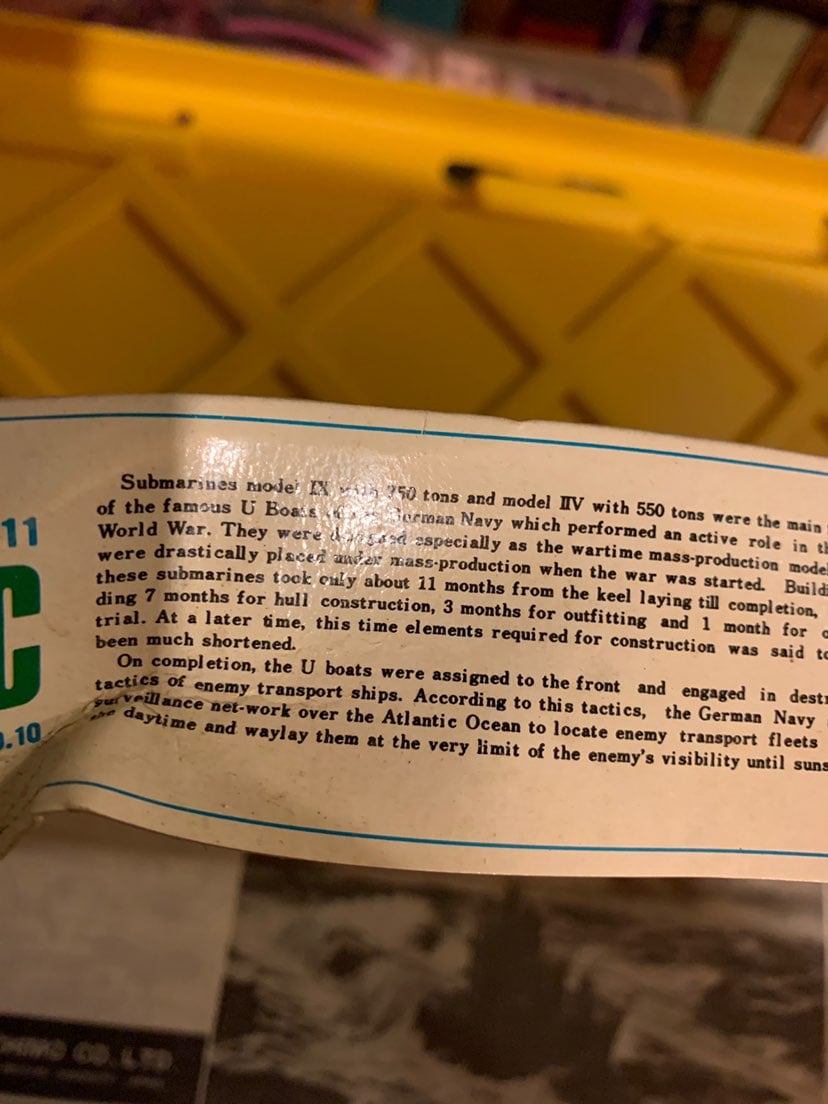 11
C
.10
Submarines model IX with 750 tons and model IIV with 550 tons were the main
of the famous U Boats German Navy which performed an active role in th
World War. They were especially as the wartime mass-production model
were drastically placed under mass-production when the war was started. Buildi
these submarines took only about 11 months from the keel laying till completion,
ding 7 months for hull construction, 3 months for outfitting and 1 month for
trial. At a later time, this time elements required for construction was said to
been much shortened.
On completion, the U boats were assigned to the front and engaged in destr
tactics of enemy transport ships. According to this tactics, the German Navy
surveillance net-work over the Atlantic Ocean to locate enemy transport fleets
the daytime and waylay them at the very limit of the enemy's visibility until suns
CO. LTD